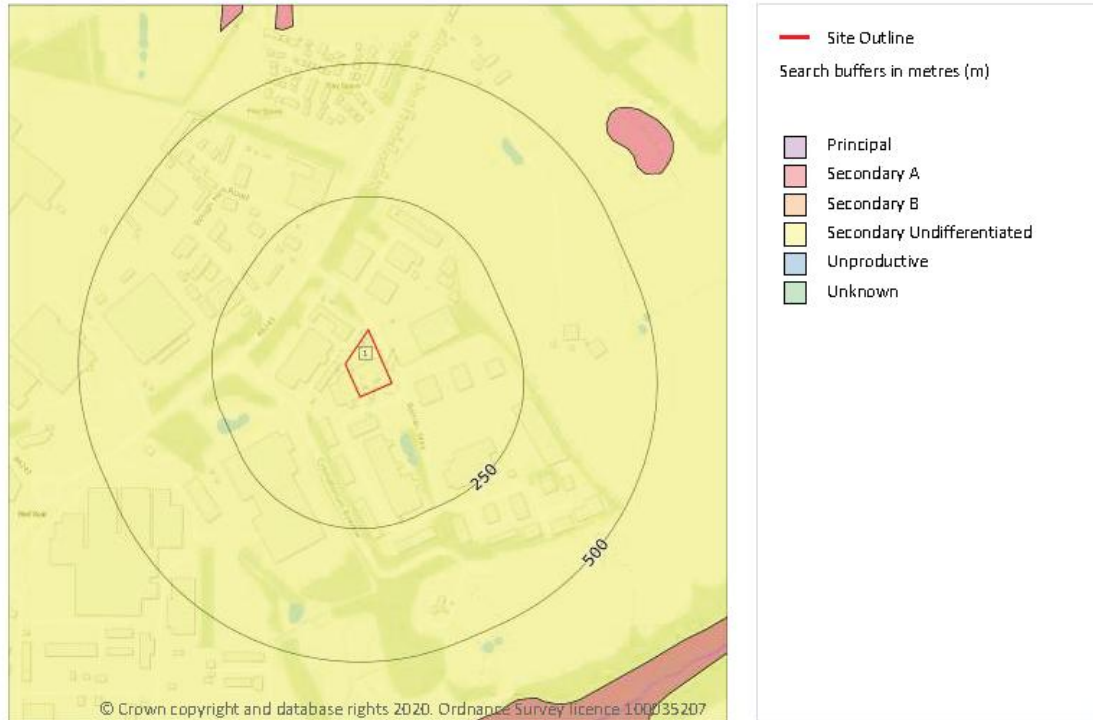 1
250
500
© Crown copyright and database rights 2020. Ordnance Survey licence 100035207
Site Outline
Search buffers in metres (m)
Principal
Secondary A
Secondary B
Secondary Undifferentiated
Unproductive
Unknown